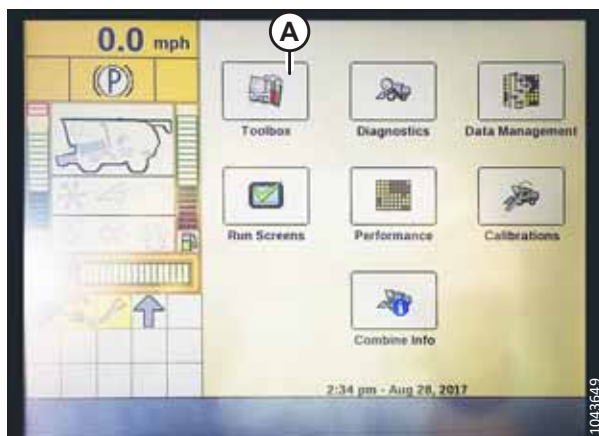 0.0 mph
A
(P)
Toolbox
Diagnostics
Data Management
Run Screens
Performance
Calibrations
Combine Info
2:34 pm - Aug 28, 2017
1043649